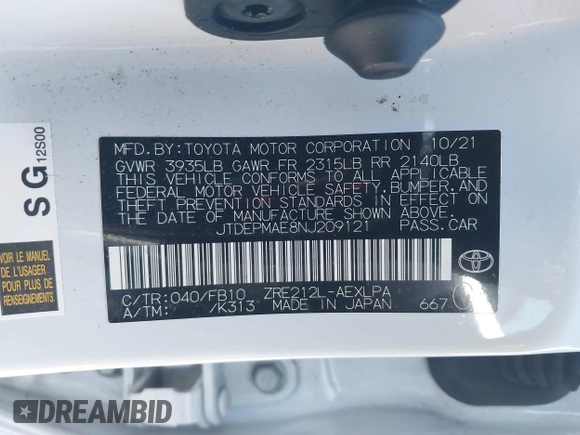 MFD. BY: TOYOTA MOTOR CORPORATION 10/21
GVWR 3935LB GAWR FR 2315LB RR 2140LB
THIS VEHICLE CONFORMS TO ALL APPLICABLE
FEDERAL MOTOR VEHICLE SAFETY, BUMPER, AND
THEFT PREVENTION STANDARDS IN EFFECT ON
THE DATE OF MANUFACTURE SHOWN ABOVE.
JTDEPMAE8NJ209121 PASS. CAR
C/TR: 040/FB10 ZRE212L-AEXLPA
A/TM: /K313 MADE IN JAPAN 667
SG 12S00
VOIR LE MANUEL
DE L'USAGER
POUR PLUS
D'INFORMATION
DREAMBID